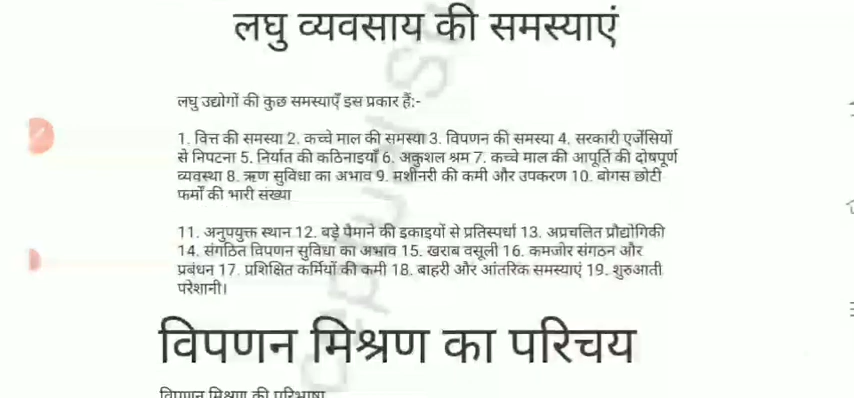 लघु व्यवसाय की समस्याएं
लघु उद्योगों की कुछ समस्याएँ इस प्रकार हैं:-
1. वित्त की समस्या 2. कच्चे माल की समस्या 3. विपणन की समस्या 4. सरकारी एजेंसियों
से निपटना 5. निर्यात की कठिनाइयाँ 6. अकुशल श्रम 7. कच्चे माल की आपूर्ति की दोषपूर्ण
व्यवस्था 8. ऋण सुविधा का अभाव 9. मशीनरी की कमी और उपकरण 10. बोगस छोटी
फर्मों की भारी संख्या
11. अनुपयुक्त स्थान 12. बड़े पैमाने की इकाइयों से प्रतिस्पर्धा 13. अप्रचलित प्रौद्योगिकी
14. संगठित विपणन सुविधा का अभाव 15. खराब वसूली 16. कमजोर संगठन और
प्रबंधन 17. प्रशिक्षित कर्मियों की कमी 18. बाहरी और आंतरिक समस्याएं 19. शुरुआती
परेशानी।
विपणन मिश्रण का परिचय
विपणन मिश्रण की परिभाषा